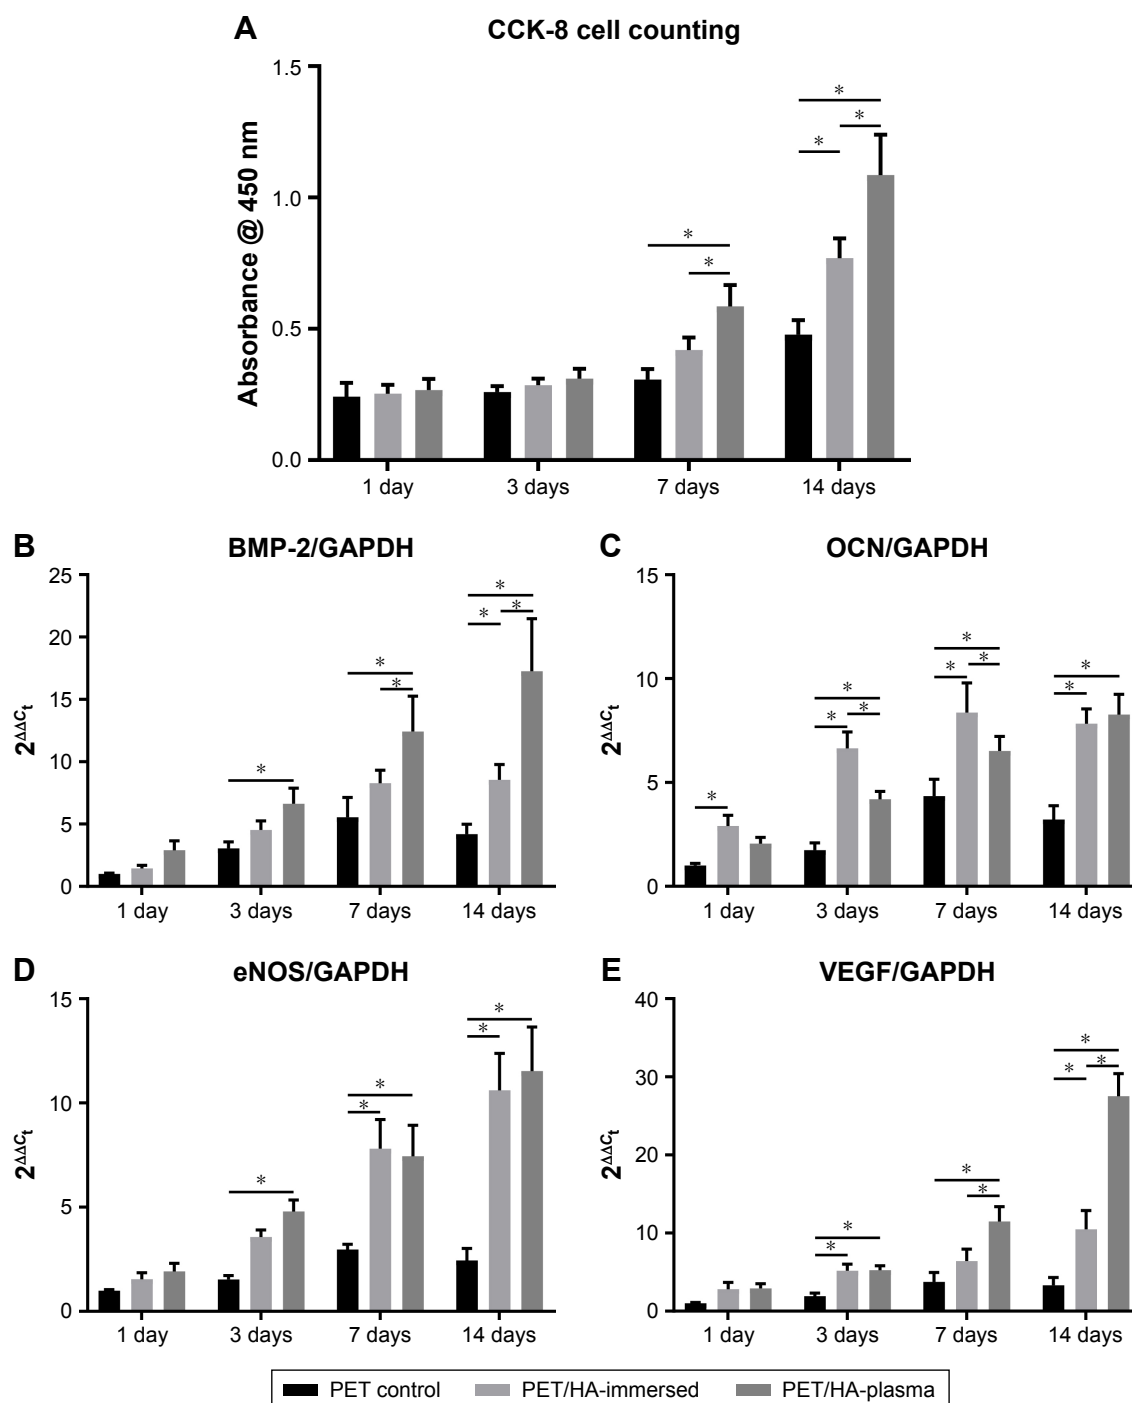 A CCK-8 cell counting
Absorbance @ 450 nm
1.5
1.0
0.5
0.0
* * *
* *
1 day 3 days 7 days 14 days
B BMP-2/GAPDH
2ΔΔCt
25
20
15
10
5
0
* * *
* *
*
1 day 3 days 7 days 14 days
C OCN/GAPDH
2ΔΔCt
15
10
5
0
* * *
* * *
* *
*
1 day 3 days 7 days 14 days
D eNOS/GAPDH
2ΔΔCt
15
10
5
0
* *
* *
*
1 day 3 days 7 days 14 days
E VEGF/GAPDH
2ΔΔCt
40
30
20
10
0
* * *
* *
* *
1 day 3 days 7 days 14 days
PET control PET/HA-immersed PET/HA-plasma